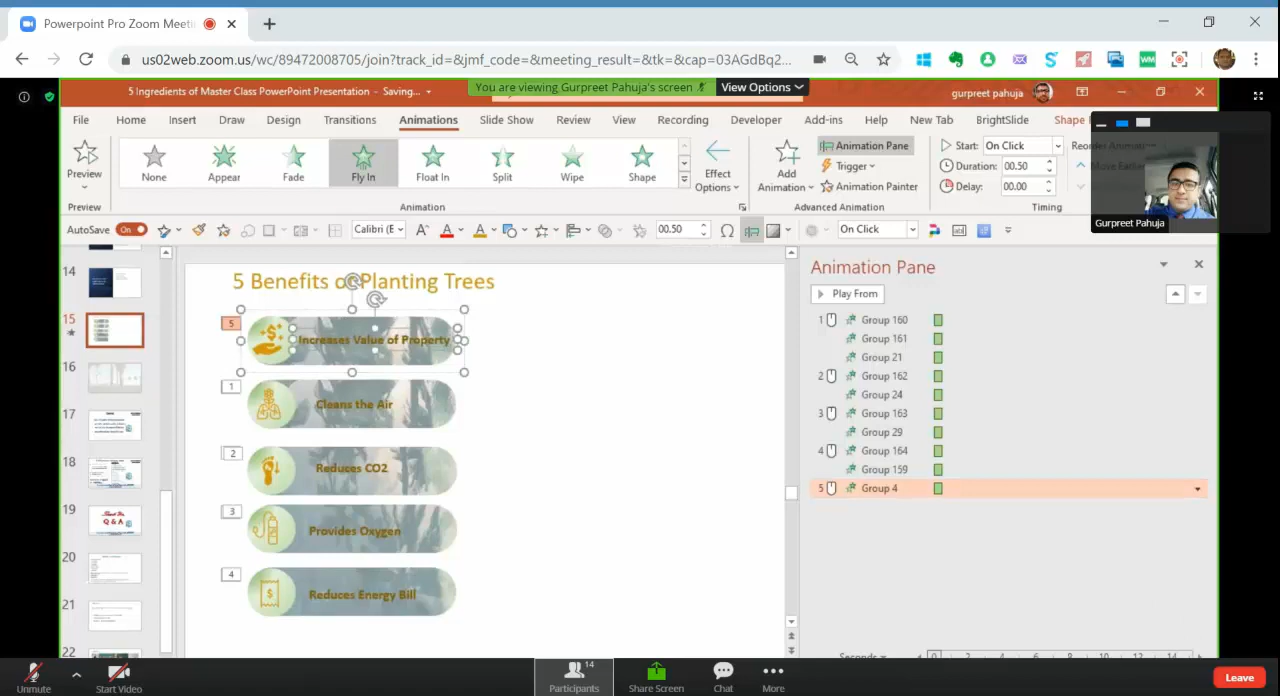 Powerpoint Pro Zoom Meeti
us02web.zoom.us/wc/89472008705/join?track_id=&jmf_code=&meeting_result=&tk=&cap=03AGdBq2...
5 Ingredients of Master Class PowerPoint Presentation - Saving...
You are viewing Gurpreet Pahuja's screen
View Options
gurpreet pahuja
File Home Insert Draw Design Transitions Animations Slide Show Review View Recording Developer Add-ins Help New Tab BrightSlide Shape
Preview
None Appear Fade Fly In Float In Split Wipe Shape
Effect Options
Add Animation
Animation Pane
Trigger
Animation Painter
Start: On Click
Duration: 00.50
Delay: 00.00
Reorder Animation
Move Earlier
Preview Animation Advanced Animation Timing
Gurpreet Pahuja
AutoSave On Calibri (E 00.50 On Click
14
15
16
17
18
19
Q & A
20
21
22
5 Benefits of Planting Trees
5 Increases Value of Property
1 Cleans the Air
2 Reduces CO2
3 Provides Oxygen
4 Reduces Energy Bill
Animation Pane
Play From
1 Group 160
Group 161
Group 21
2 Group 162
Group 24
3 Group 163
Group 29
4 Group 164
Group 159
5 Group 4
Seconds 0 2 4 6 8 10 12 14
Unmute Start Video Participants 14 Share Screen Chat More Leave